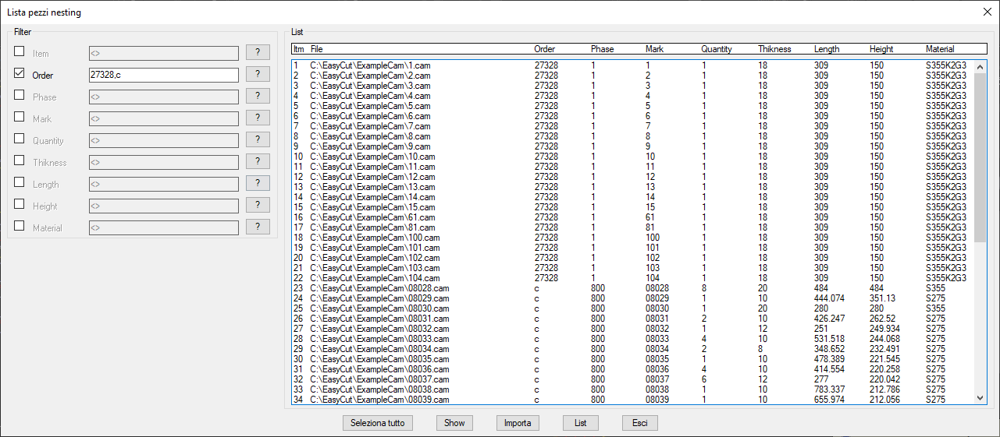 Lista pezzi nesting
Filter
Item <> ?
Order 27328,c ?
Phase <> ?
Mark <> ?
Quantity <> ?
Thikness <> ?
Length <> ?
Height <> ?
Material <> ?
List
Itm File Order Phase Mark Quantity Thikness Length Height Material
1 C:\EasyCut\ExampleCam\1.cam 27328 1 1 1 18 309 150 S355K2G3
2 C:\EasyCut\ExampleCam\2.cam 27328 1 2 1 18 309 150 S355K2G3
3 C:\EasyCut\ExampleCam\3.cam 27328 1 3 1 18 309 150 S355K2G3
4 C:\EasyCut\ExampleCam\4.cam 27328 1 4 1 18 309 150 S355K2G3
5 C:\EasyCut\ExampleCam\5.cam 27328 1 5 1 18 309 150 S355K2G3
6 C:\EasyCut\ExampleCam\6.cam 27328 1 6 1 18 309 150 S355K2G3
7 C:\EasyCut\ExampleCam\7.cam 27328 1 7 1 18 309 150 S355K2G3
8 C:\EasyCut\ExampleCam\8.cam 27328 1 8 1 18 309 150 S355K2G3
9 C:\EasyCut\ExampleCam\9.cam 27328 1 9 1 18 309 150 S355K2G3
10 C:\EasyCut\ExampleCam\10.cam 27328 1 10 1 18 309 150 S355K2G3
11 C:\EasyCut\ExampleCam\11.cam 27328 1 11 1 18 309 150 S355K2G3
12 C:\EasyCut\ExampleCam\12.cam 27328 1 12 1 18 309 150 S355K2G3
13 C:\EasyCut\ExampleCam\13.cam 27328 1 13 1 18 309 150 S355K2G3
14 C:\EasyCut\ExampleCam\14.cam 27328 1 14 1 18 309 150 S355K2G3
15 C:\EasyCut\ExampleCam\15.cam 27328 1 15 1 18 309 150 S355K2G3
16 C:\EasyCut\ExampleCam\61.cam 27328 1 61 1 18 309 150 S355K2G3
17 C:\EasyCut\ExampleCam\81.cam 27328 1 81 1 18 309 150 S355K2G3
18 C:\EasyCut\ExampleCam\100.cam 27328 1 100 1 18 309 150 S355K2G3
19 C:\EasyCut\ExampleCam\101.cam 27328 1 101 1 18 309 150 S355K2G3
20 C:\EasyCut\ExampleCam\102.cam 27328 1 102 1 18 309 150 S355K2G3
21 C:\EasyCut\ExampleCam\103.cam 27328 1 103 1 18 309 150 S355K2G3
22 C:\EasyCut\ExampleCam\104.cam 27328 1 104 1 18 309 150 S355K2G3
23 C:\EasyCut\ExampleCam\08028.cam c 800 08028 8 20 484 484 S355
24 C:\EasyCut\ExampleCam\08029.cam c 800 08029 1 10 444.074 351.13 S275
25 C:\EasyCut\ExampleCam\08030.cam c 800 08030 1 20 280 280 S355
26 C:\EasyCut\ExampleCam\08031.cam c 800 08031 2 10 426.247 262.52 S275
27 C:\EasyCut\ExampleCam\08032.cam c 800 08032 1 12 251 249.934 S275
28 C:\EasyCut\ExampleCam\08033.cam c 800 08033 4 10 531.518 244.068 S275
29 C:\EasyCut\ExampleCam\08034.cam c 800 08034 2 8 348.652 232.491 S275
30 C:\EasyCut\ExampleCam\08035.cam c 800 08035 1 10 478.389 221.545 S275
31 C:\EasyCut\ExampleCam\08036.cam c 800 08036 4 10 414.554 220.258 S275
32 C:\EasyCut\ExampleCam\08037.cam c 800 08037 6 12 277 220.042 S275
33 C:\EasyCut\ExampleCam\08038.cam c 800 08038 1 10 783.337 212.786 S275
34 C:\EasyCut\ExampleCam\08039.cam c 800 08039 1 10 655.974 212.056 S275
Seleziona tutto Show Importa List Esci